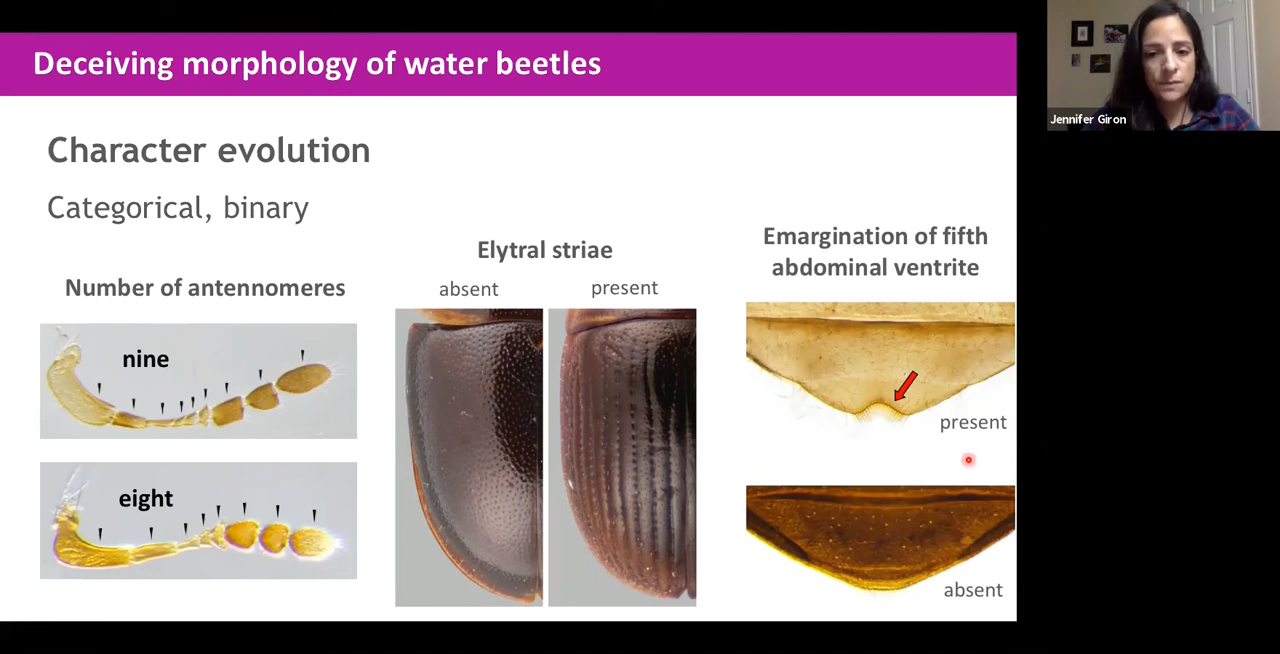 Deceiving morphology of water beetles
Jennifer Giron
Character evolution
Categorical, binary
Number of antennomeres
nine
eight
Elytral striae
absent
present
Emargination of fifth
abdominal ventrite
present
absent